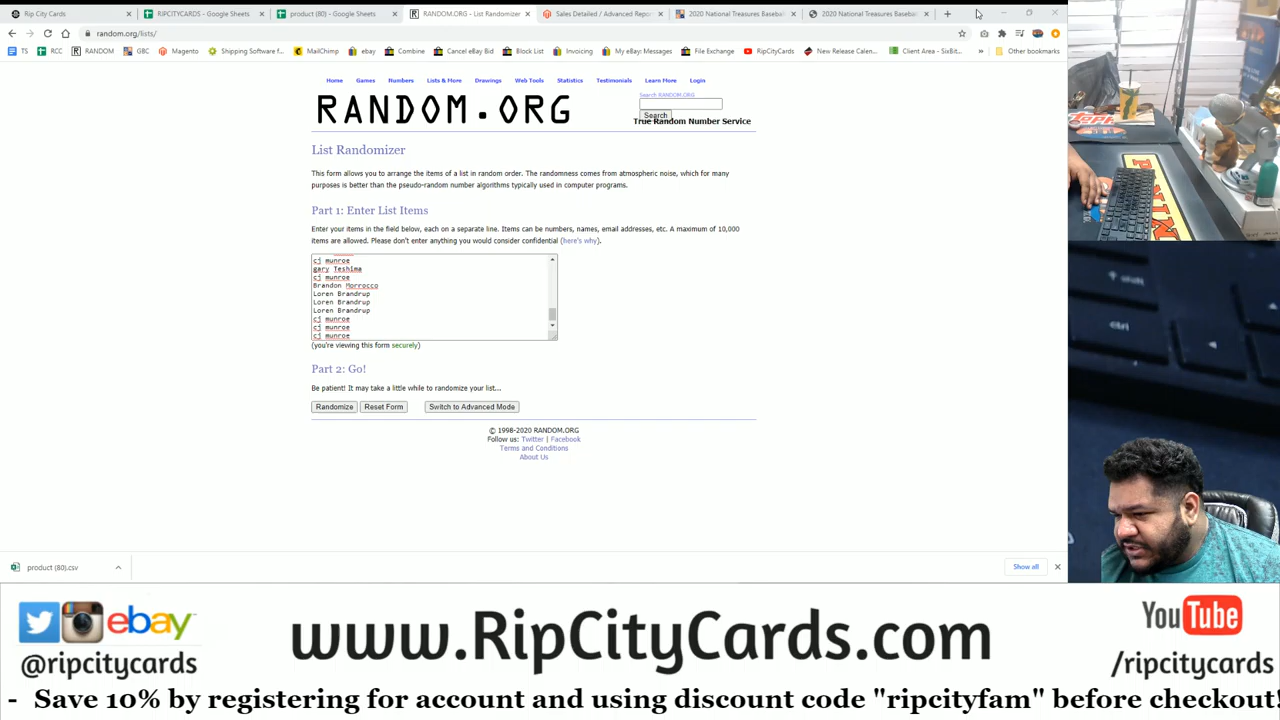 Rip City Cards
RIPCITYCARDS - Google Sheets
product (80) - Google Sheets
RANDOM.ORG - List Randomizer
Sales Detailed / Advanced Repor
2020 National Treasures Baseball
2020 National Treasures Baseba
random.org/lists/
TS
RCC
RANDOM
GBC
Magento
Shipping Software f...
MailChimp
ebay
Combine
Cancel eBay Bid
Block List
Invoicing
My eBay: Messages
File Exchange
RipCityCards
New Release Calen...
Client Area - SixBit...
»
Other bookmarks
Home
Games
Numbers
Lists & More
Drawings
Web Tools
Statistics
Testimonials
Learn More
Login
RANDOM.ORG
Search RANDOM.ORG
Search
True Random Number Service
List Randomizer
This form allows you to arrange the items of a list in random order. The randomness comes from atmospheric noise, which for many
purposes is better than the pseudo-random number algorithms typically used in computer programs.
Part 1: Enter List Items
Enter your items in the field below, each on a separate line. Items can be numbers, names, email addresses, etc. A maximum of 10,000
items are allowed. Please don't enter anything you would consider confidential (here's why).
cj munroe
gary Teshima
cj munroe
Brandon Morrocco
Loren Brandrup
Loren Brandrup
Loren Brandrup
cj munroe
cj munroe
cj munroe
(you're viewing this form securely)
Part 2: Go!
Be patient! It may take a little while to randomize your list...
Randomize
Reset Form
Switch to Advanced Mode
© 1998-2020 RANDOM.ORG
Follow us: Twitter | Facebook
Terms and Conditions
About Us
product (80).csv
Show all
ctrl
ebay™
@ripcitycards
www.RipCityCards.com
YouTube
/ripcitycards
- Save 10% by registering for account and using discount code "ripcityfam" before checkout!